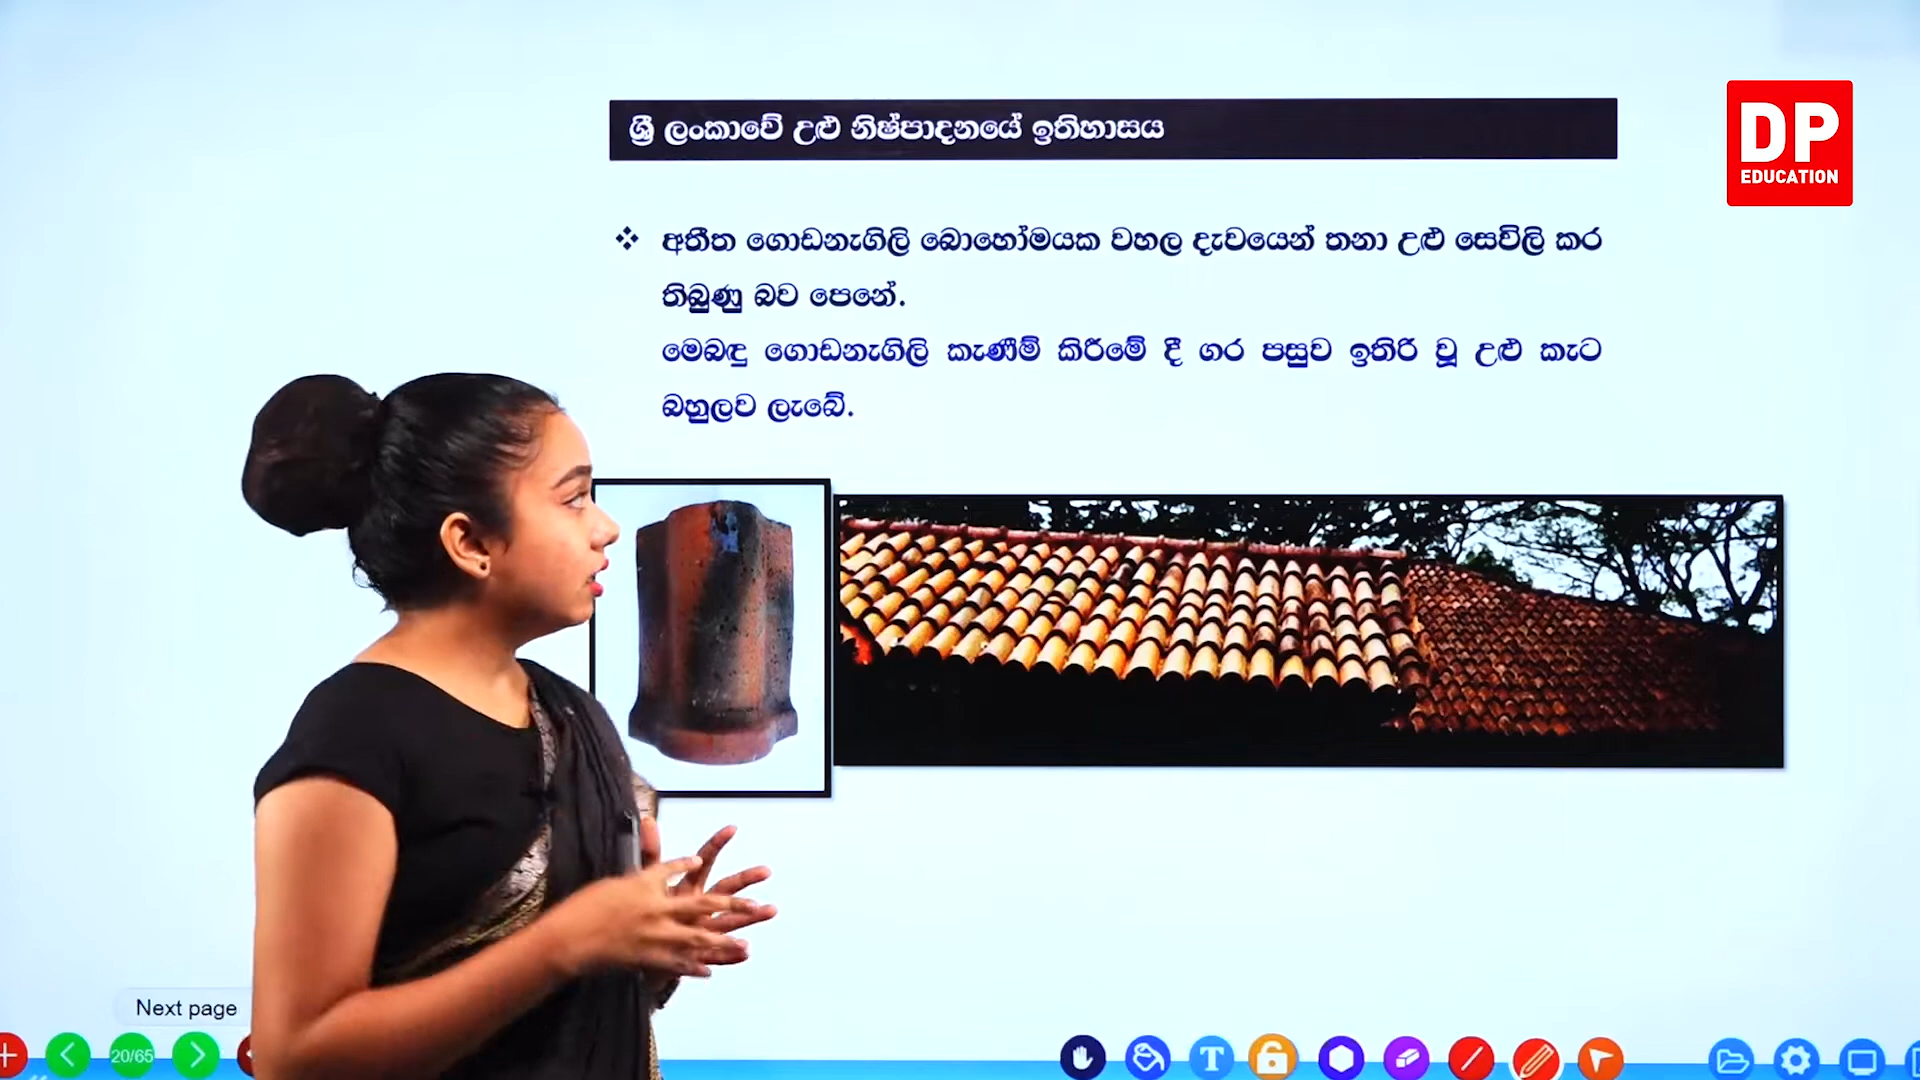 ශ්‍රී ලංකාවේ උළු නිෂ්පාදනයේ ඉතිහාසය
DP
EDUCATION
❖ අතීත ගොඩනැගිලි බොහෝමයක වහල දැවයෙන් තනා උළු සෙවිලි කර
තිබුණු බව පෙනේ.
මෙබඳු ගොඩනැගිලි කැණීම් කිරීමේ දී ගර පසුව ඉතිරි වූ උළු කැට
බහුලව ලැබේ.
Next page
20/65
T